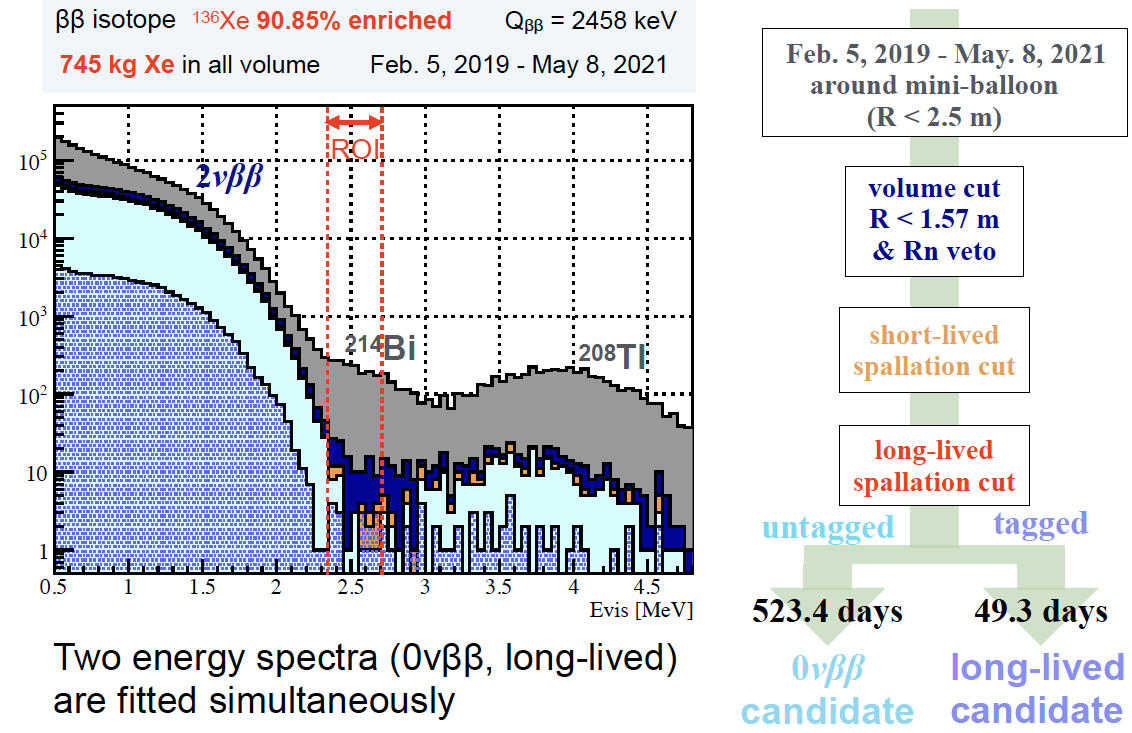 ββ isotope ¹³⁶Xe 90.85% enriched Qββ = 2458 keV
745 kg Xe in all volume Feb. 5, 2019 - May 8, 2021
ROI
2νββ
²¹⁴Bi
²⁰⁸Tl
10⁵
10⁴
10³
10²
10
1
0.5 1 1.5 2 2.5 3 3.5 4 4.5
Evis [MeV]
Two energy spectra (0νββ, long-lived)
are fitted simultaneously
Feb. 5, 2019 - May. 8, 2021
around mini-balloon
(R < 2.5 m)
volume cut
R < 1.57 m
& Rn veto
short-lived
spallation cut
long-lived
spallation cut
untagged tagged
523.4 days 49.3 days
0νββ
candidate
long-lived
candidate